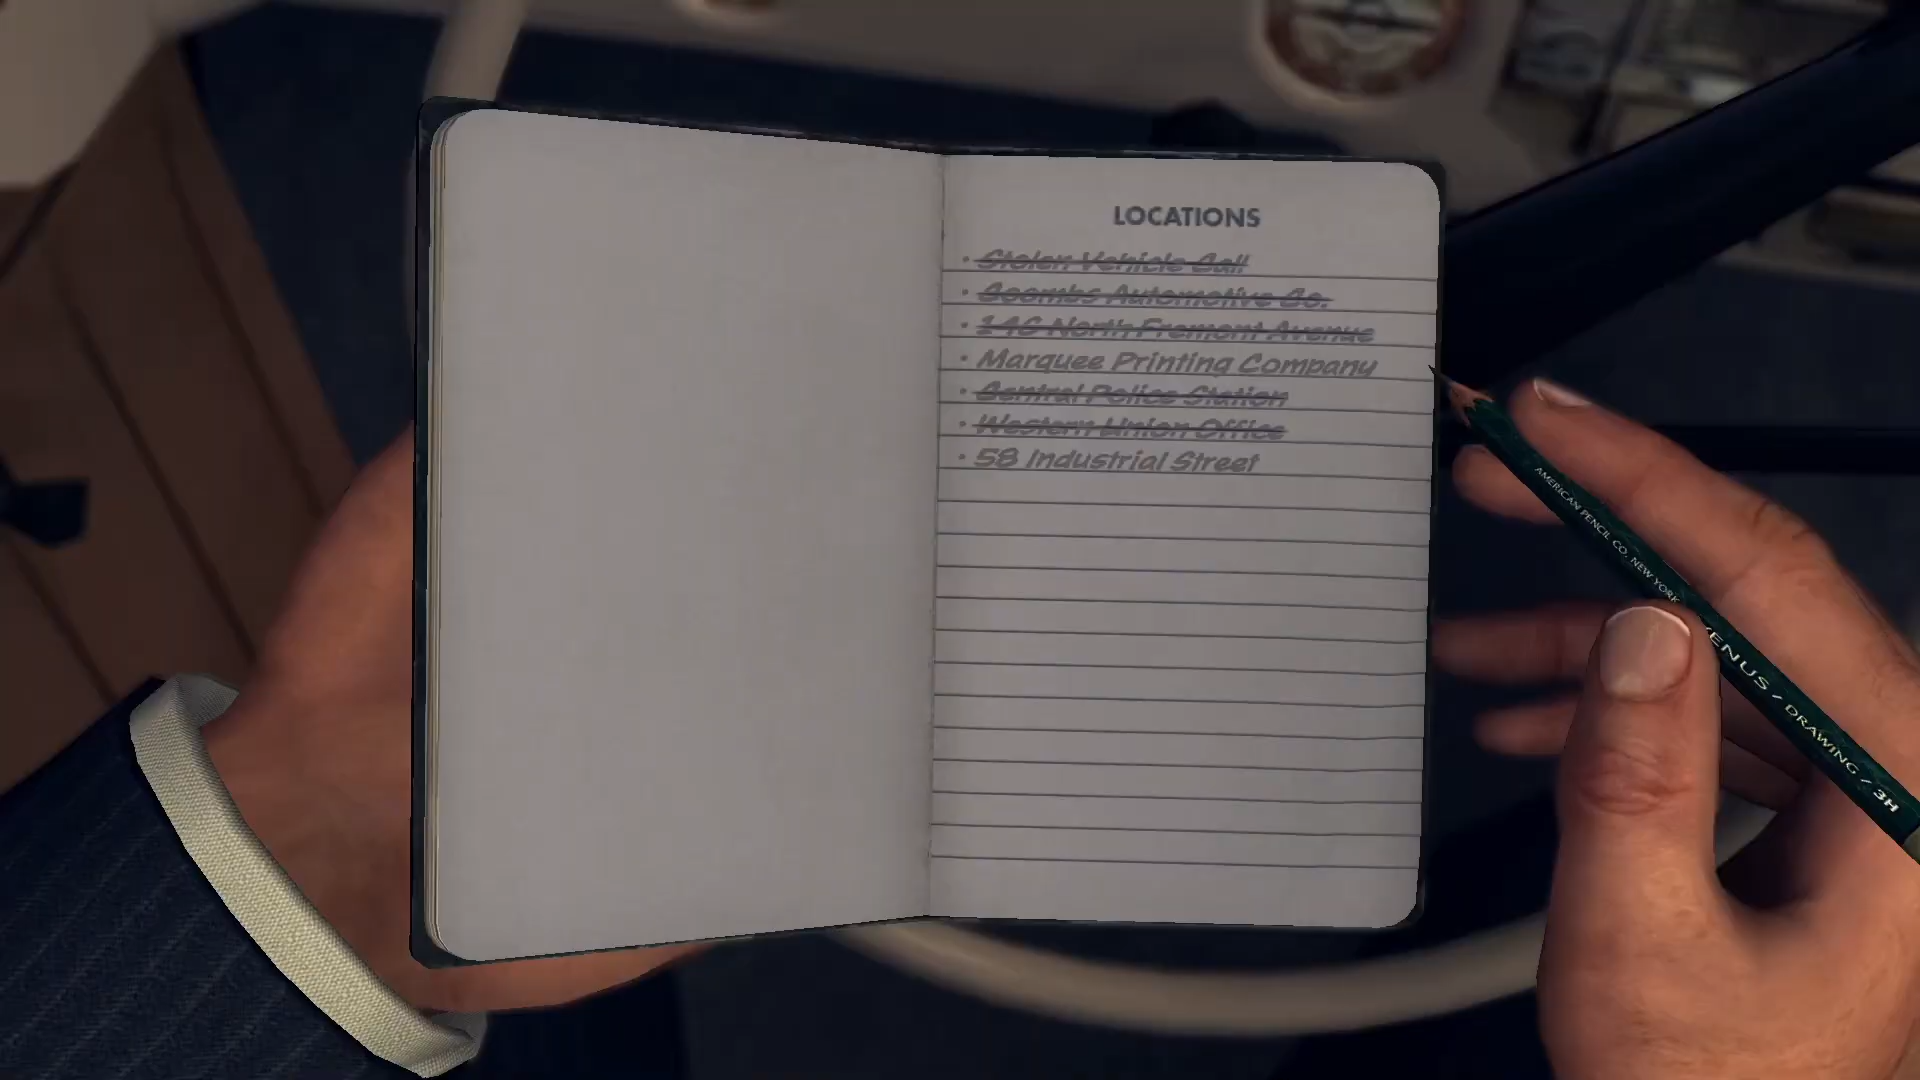 LOCATIONS
· Stolen Vehicle Call
· Coombs Automotive Co.
· 146 North Fremont Avenue
· Marquee Printing Company
· Central Police Station
· Western Union Office
· 58 Industrial Street
AMERICAN PENCIL CO, NEW YORK
VENUS / DRAWING / 3H